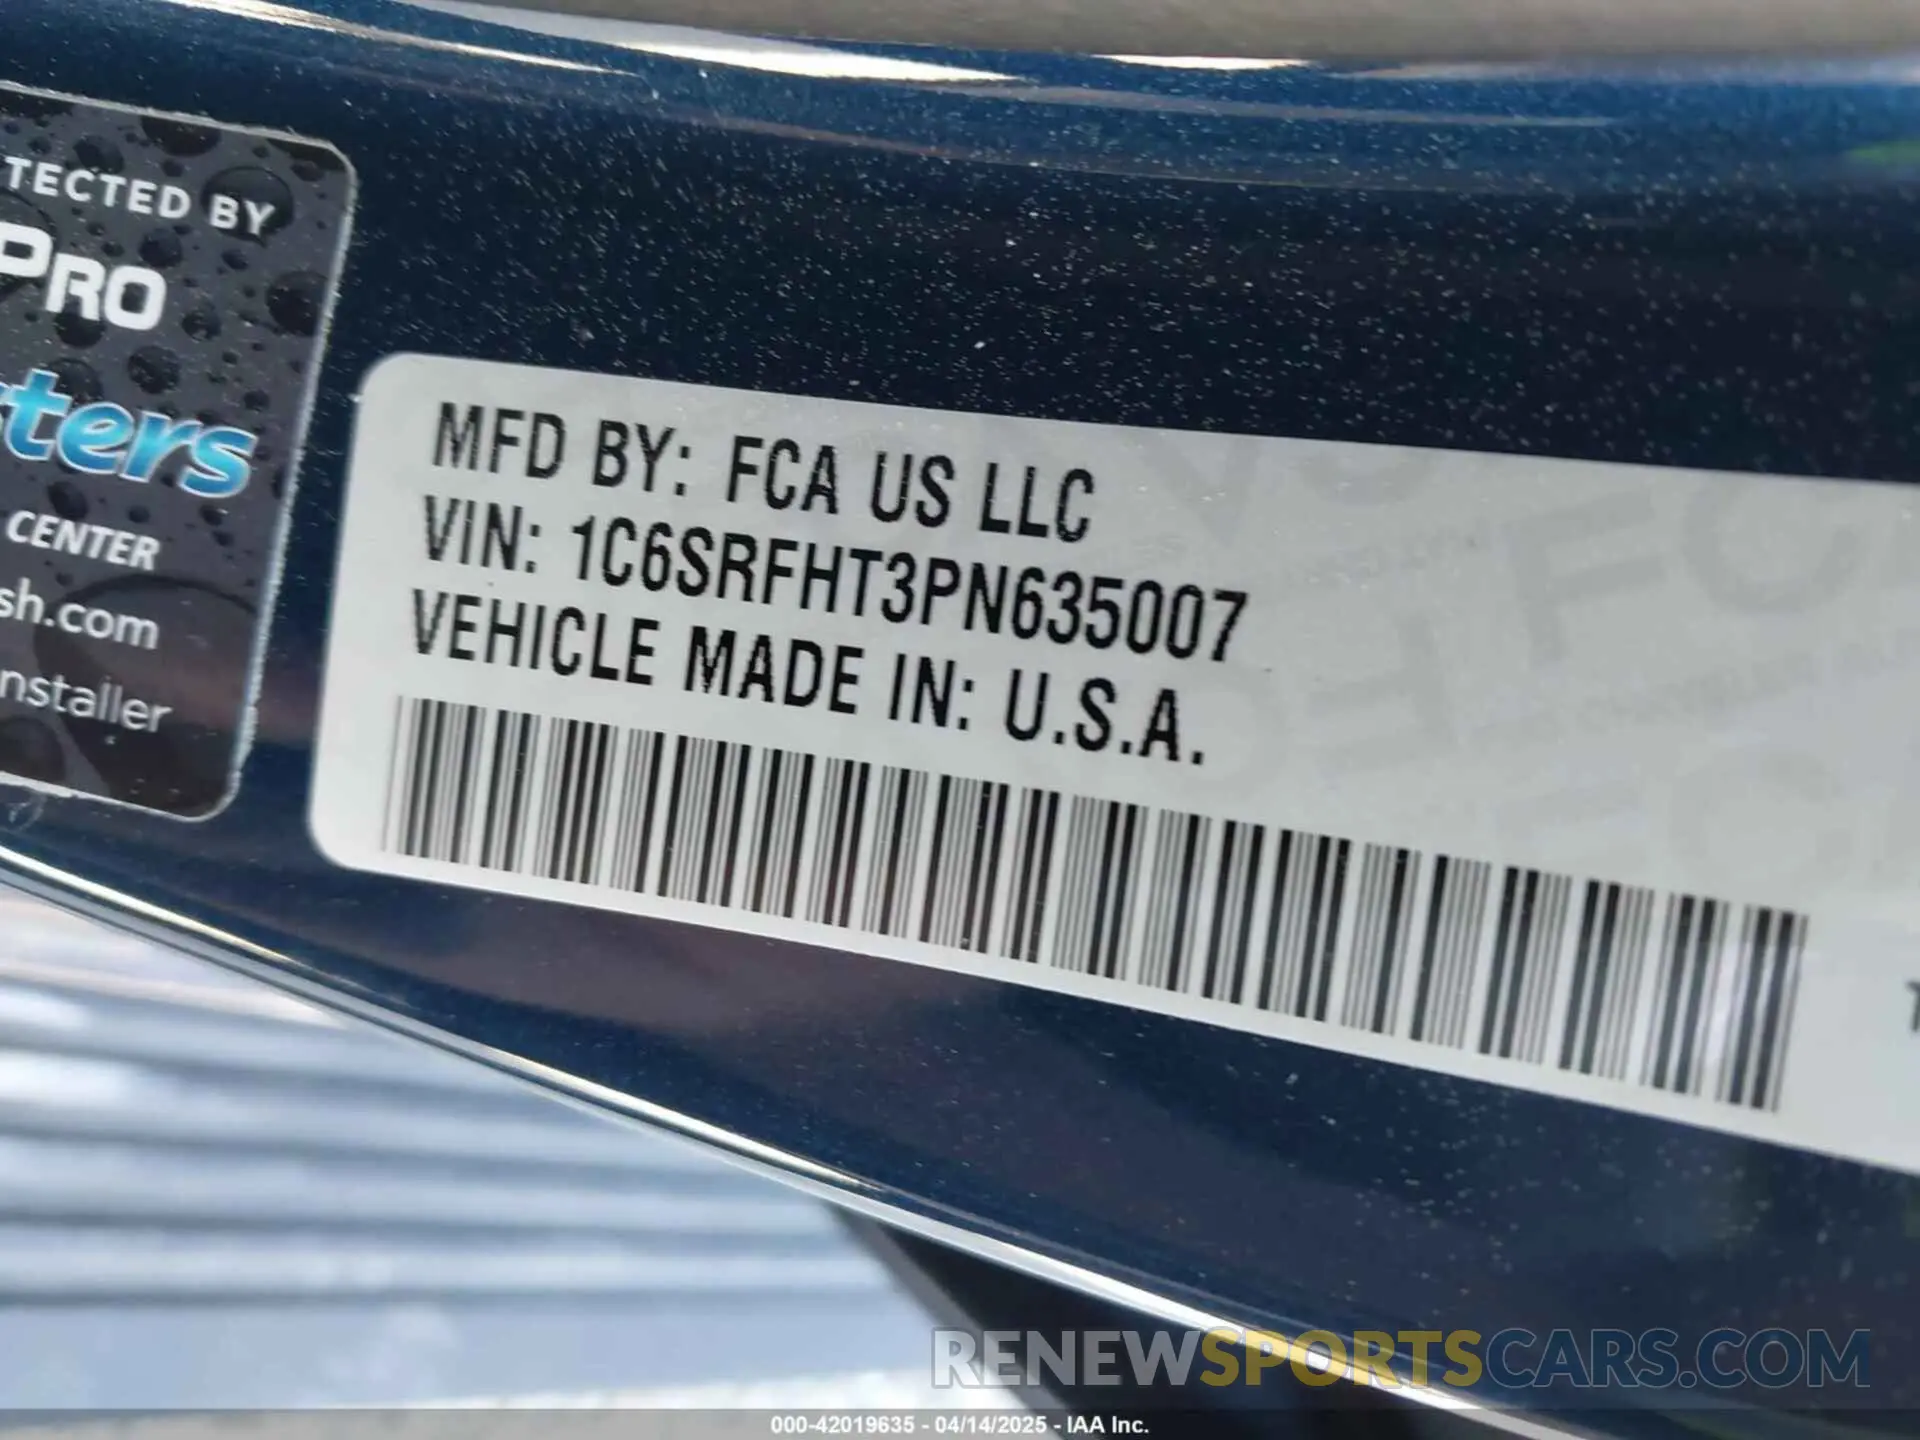 TECTED BY
PRO
ters
CENTER
sh.com
nstaller
MFD BY: FCA US LLC
VIN: 1C6SRFHT3PN635007
VEHICLE MADE IN: U.S.A.
RENEWSPORTSCARS.COM
000-42019635 - 04/14/2025 - IAA Inc.